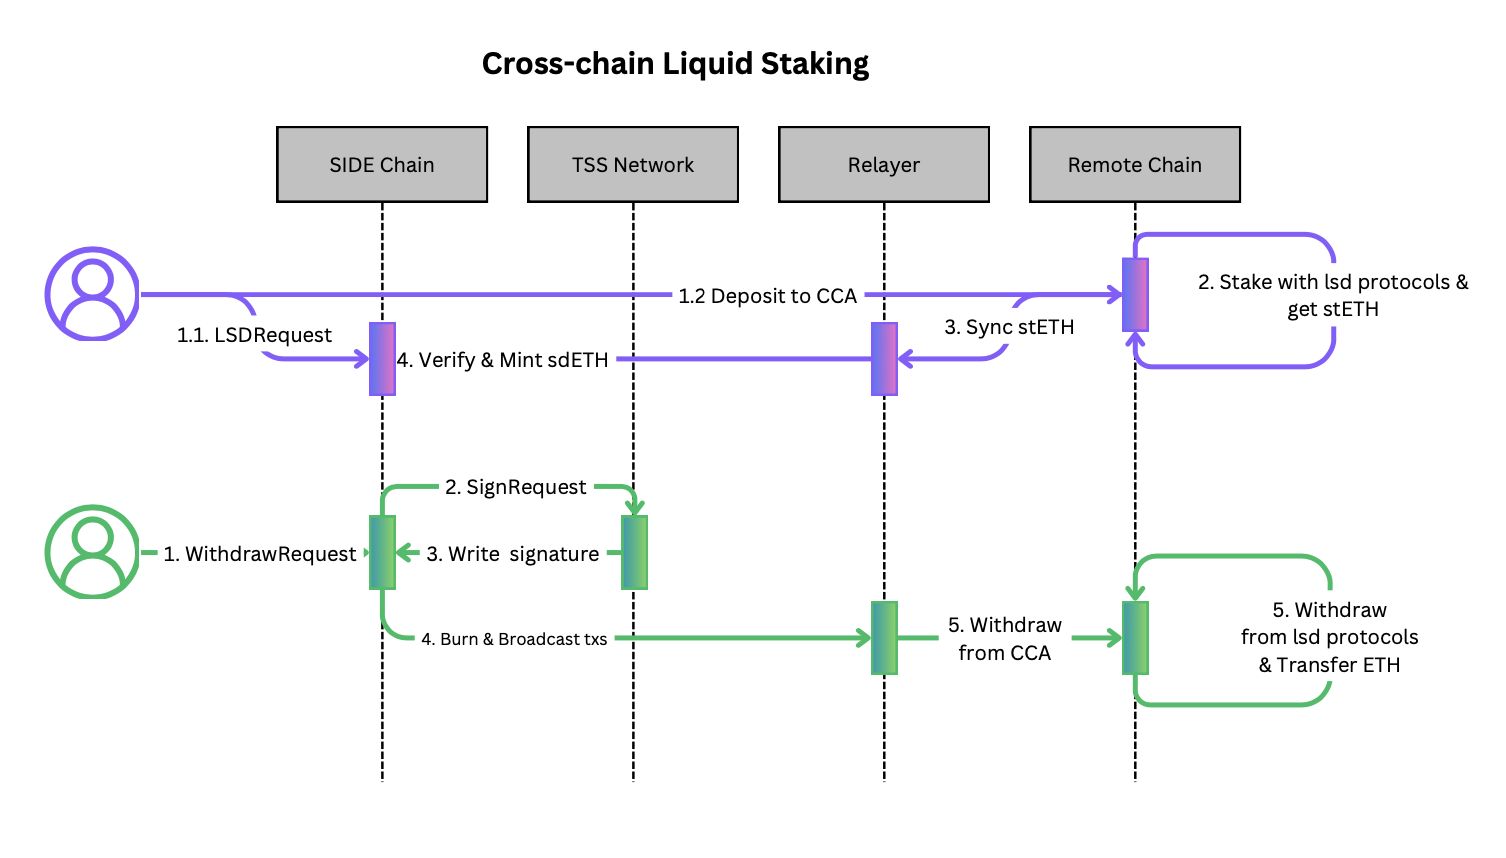 Cross-chain Liquid Staking
SIDE Chain
TSS Network
Relayer
Remote Chain
1.2 Deposit to CCA
2. Stake with lsd protocols &
get stETH
1.1. LSDRequest
3. Sync stETH
4. Verify & Mint sdETH
2. SignRequest
1. WithdrawRequest
3. Write  signature
4. Burn & Broadcast txs
5. Withdraw
from CCA
5. Withdraw
from lsd protocols
& Transfer ETH